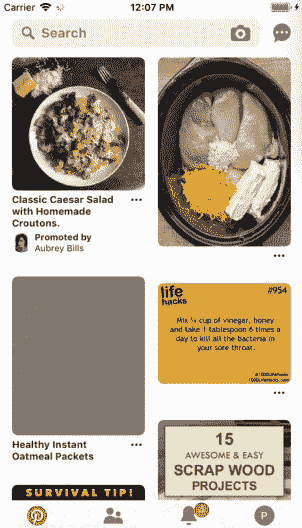 Carrier 12:07 PM
Search
Classic Caesar Salad
with Homemade
Croutons.
Promoted by
Aubrey Bills
life
hacks
#954
Mix ¼ cup of vinegar, honey
and take 1 tablespoon 6 times a
day to kill all the bacteria in
your sore throat.
#1000LifeHacks
1000LifeHacks.com
Healthy Instant
Oatmeal Packets
15
AWESOME & EASY
SCRAP WOOD
PROJECTS
SURVIVAL TIP!
P